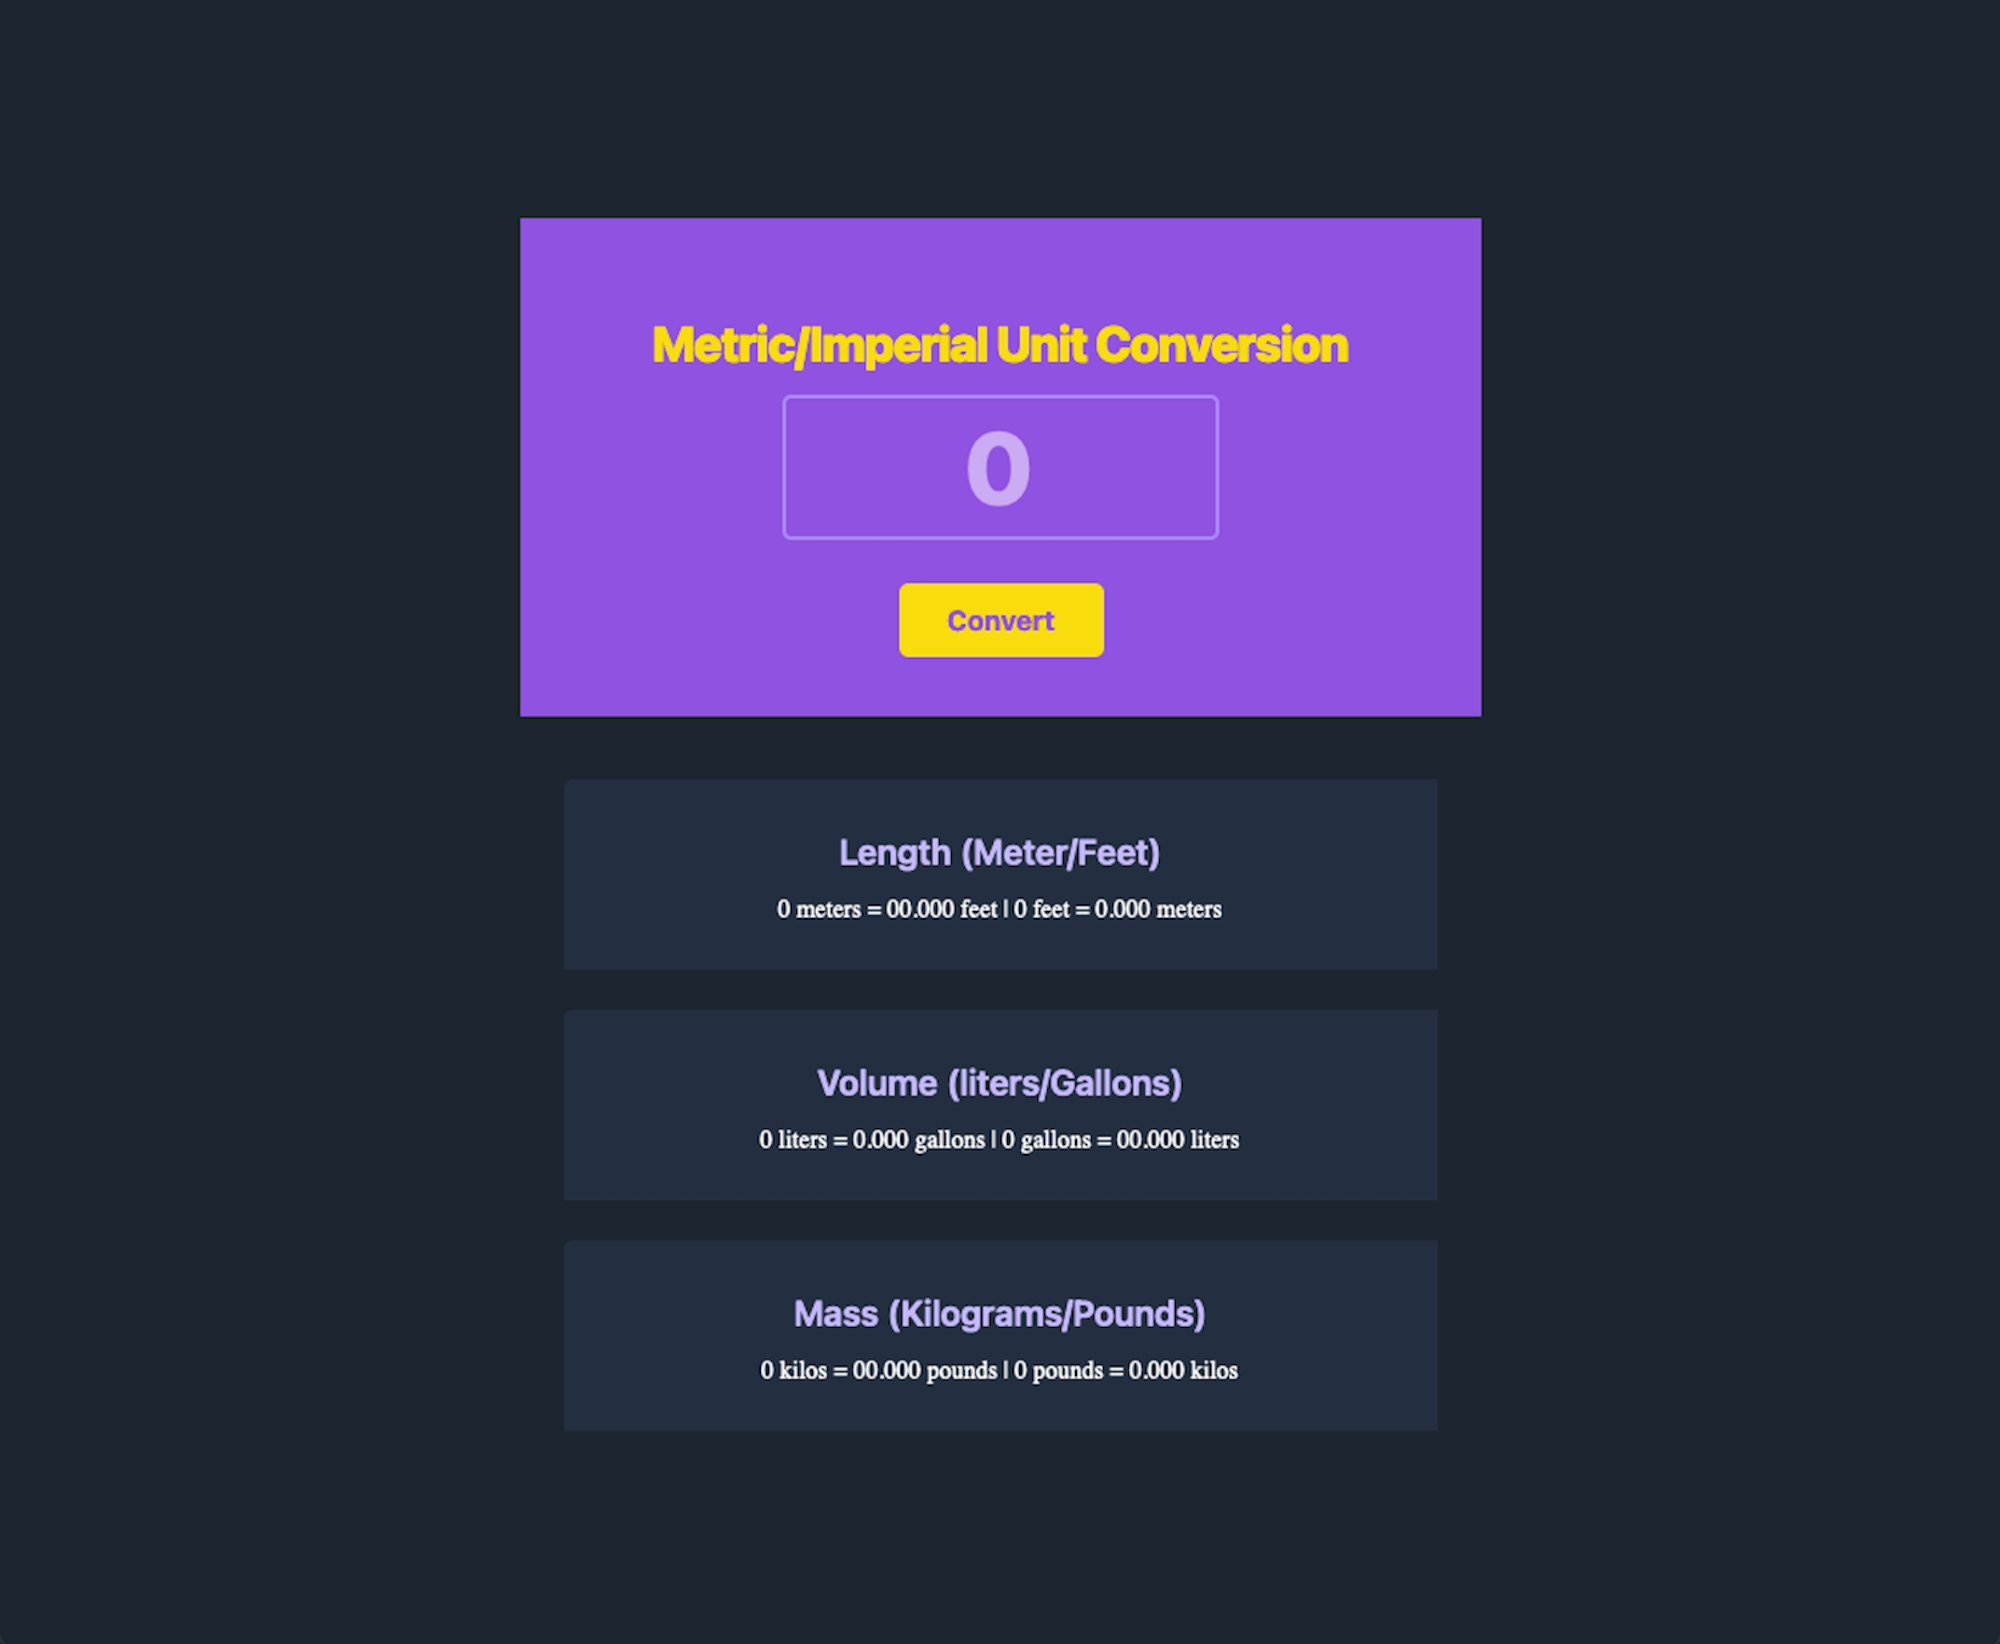 Metric/Imperial Unit Conversion
0
Convert
Length (Meter/Feet)
0 meters = 00.000 feet | 0 feet = 0.000 meters
Volume (liters/Gallons)
0 liters = 0.000 gallons | 0 gallons = 00.000 liters
Mass (Kilograms/Pounds)
0 kilos = 00.000 pounds | 0 pounds = 0.000 kilos